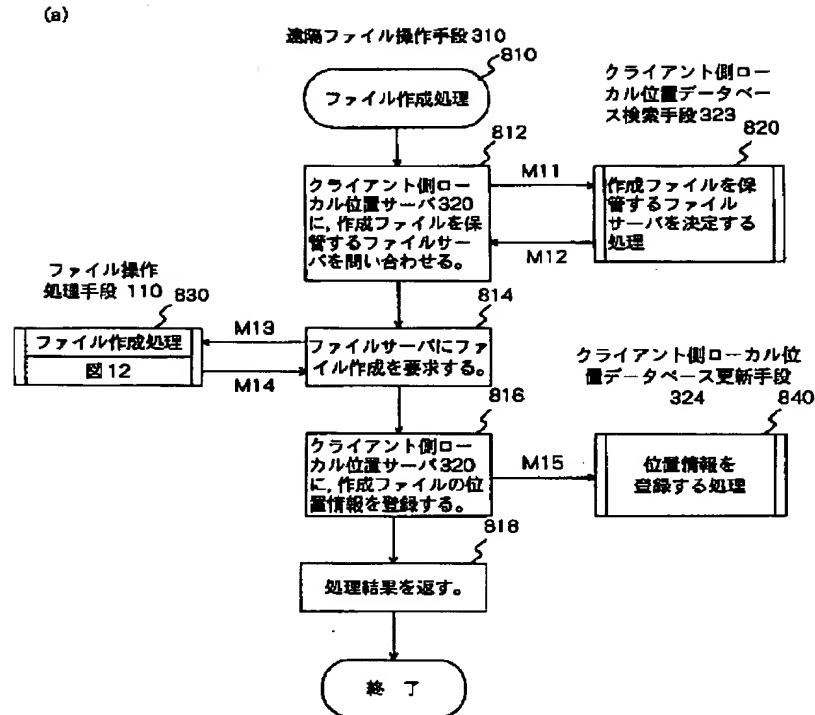 (a)
遠隔ファイル操作手段310
810
ファイル作成処理
クライアント側ロー
カル位置データベー
ス検索手段323
820
812
クライアント側ロー
カル位置サーバ320
に,作成ファイルを保
管するファイルサー
バを問い合わせる。
M11
M12
作成ファイルを保
管するファイル
サーバを決定する
処理
ファイル操作
処理手段 110
830
ファイル作成処理
図12
M13
M14
814
ファイルサーバにファ
イル作成を要求する。
クライアント側ローカル位
置データベース更新手段
324
840
816
クライアント側ロー
カル位置サーバ320
に,作成ファイルの位
置情報を登録する。
M15
位置情報を
登録する処理
818
処理結果を返す。
終 了